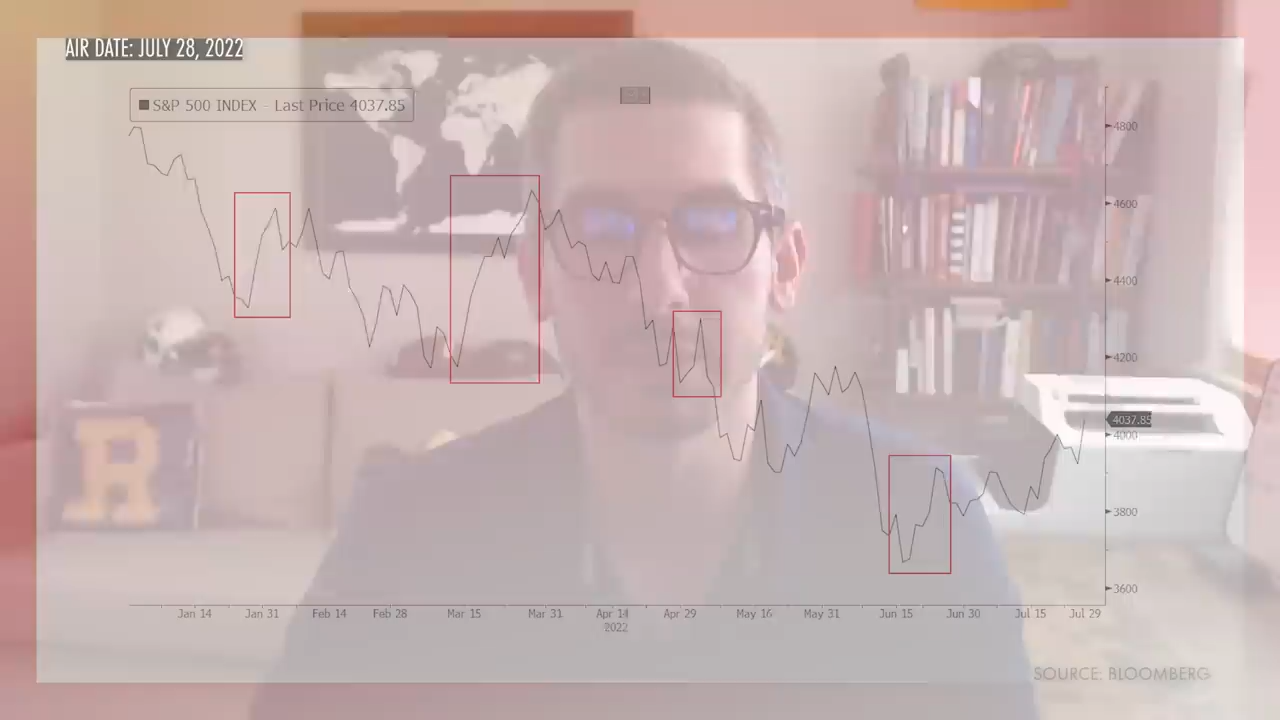 AIR DATE: JULY 28, 2022
S&P 500 INDEX - Last Price 4037.85
4800
4600
4400
4200
4037.85
4000
3800
3600
Jan 14 Jan 31 Feb 14 Feb 28 Mar 15 Mar 31 Apr 14 Apr 29 May 16 May 31 Jun 15 Jun 30 Jul 15 Jul 29
2022
R
SOURCE: BLOOMBERG